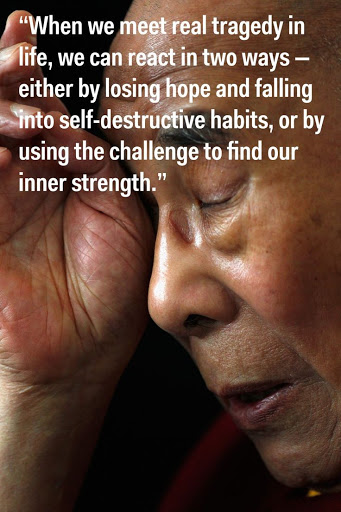 “When we meet real tragedy in
life, we can react in two ways —
either by losing hope and falling
into self-destructive habits, or by
using the challenge to find our
inner strength.”